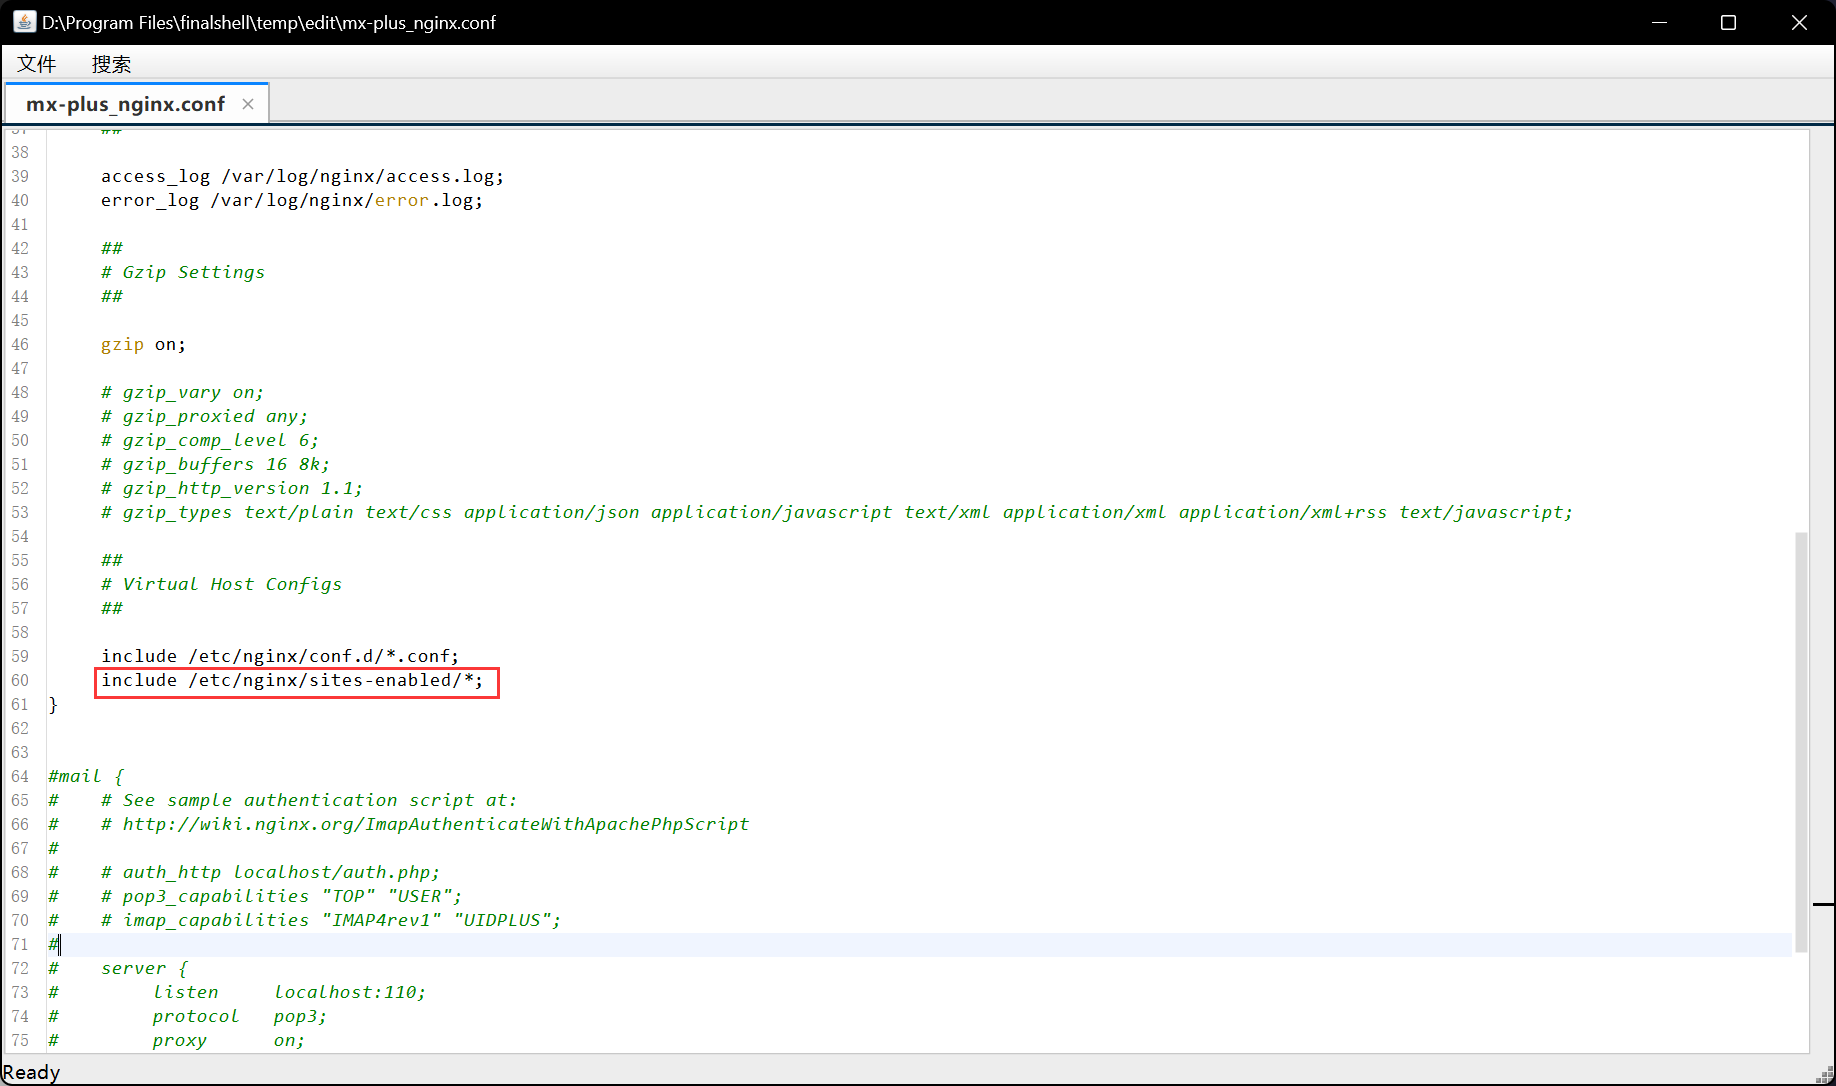 D:\Program Files\finalshell\temp\edit\mx-plus_nginx.conf
文件 搜索
mx-plus_nginx.conf
37 ##
38
39 access_log /var/log/nginx/access.log;
40 error_log /var/log/nginx/error.log;
41
42 ##
43 # Gzip Settings
44 ##
45
46 gzip on;
47
48 # gzip_vary on;
49 # gzip_proxied any;
50 # gzip_comp_level 6;
51 # gzip_buffers 16 8k;
52 # gzip_http_version 1.1;
53 # gzip_types text/plain text/css application/json application/javascript text/xml application/xml application/xml+rss text/javascript;
54
55 ##
56 # Virtual Host Configs
57 ##
58
59 include /etc/nginx/conf.d/*.conf;
60 include /etc/nginx/sites-enabled/*;
61 }
62
63
64 #mail {
65 # # See sample authentication script at:
66 # # http://wiki.nginx.org/ImapAuthenticateWithApachePhpScript
67 #
68 # # auth_http localhost/auth.php;
69 # # pop3_capabilities "TOP" "USER";
70 # # imap_capabilities "IMAP4rev1" "UIDPLUS";
71 #
72 # server {
73 # listen localhost:110;
74 # protocol pop3;
75 # proxy on;
Ready